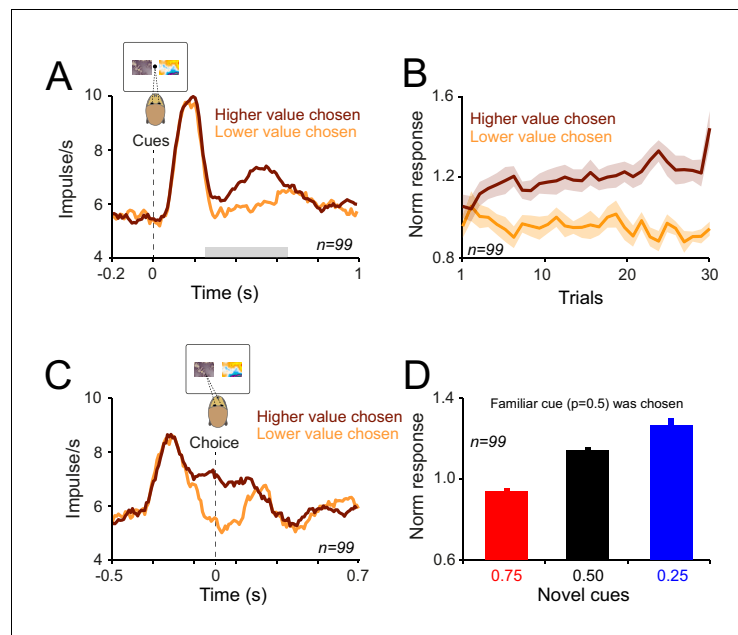 A
Cues
Higher value chosen
Lower value chosen
Impulse/s
10
8
6
4
n=99
-0.2
0
1
Time (s)
B
Higher value chosen
Lower value chosen
Norm response
1.6
1.2
0.8
n=99
1
10
20
30
Trials
C
Choice
Higher value chosen
Lower value chosen
Impulse/s
10
8
6
4
n=99
-0.5
0
0.7
Time (s)
D
Familiar cue (p=0.5) was chosen
n=99
Norm response
1.4
1.0
0.6
0.75
0.50
0.25
Novel cues